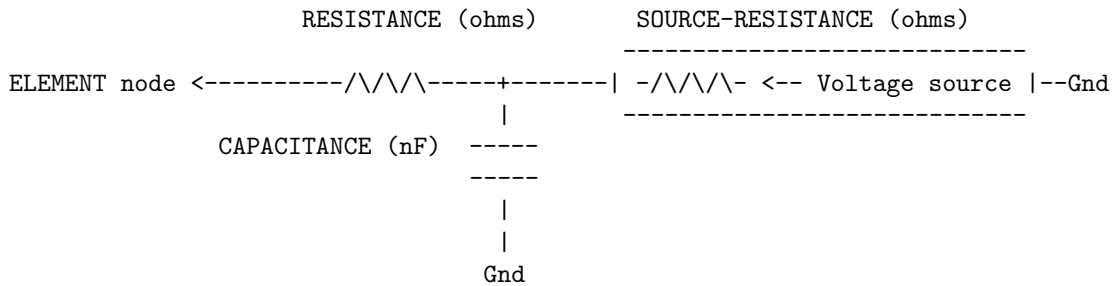 RESISTANCE (ohms) SOURCE-RESISTANCE (ohms)
-----------------------------
ELEMENT node <----------/\/\/\-----+-------| -/\/\/\- <-- Voltage source |--Gnd
| -----------------------------
CAPACITANCE (nF) -----
-----
|
|
Gnd